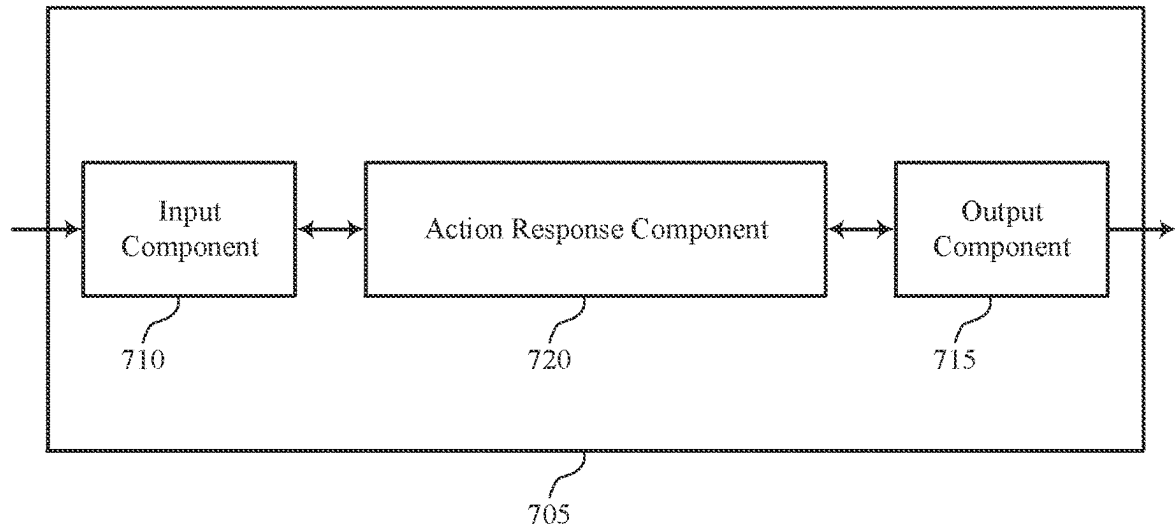 Input
Component
Action Response Component
Output
Component
710
720
715
705